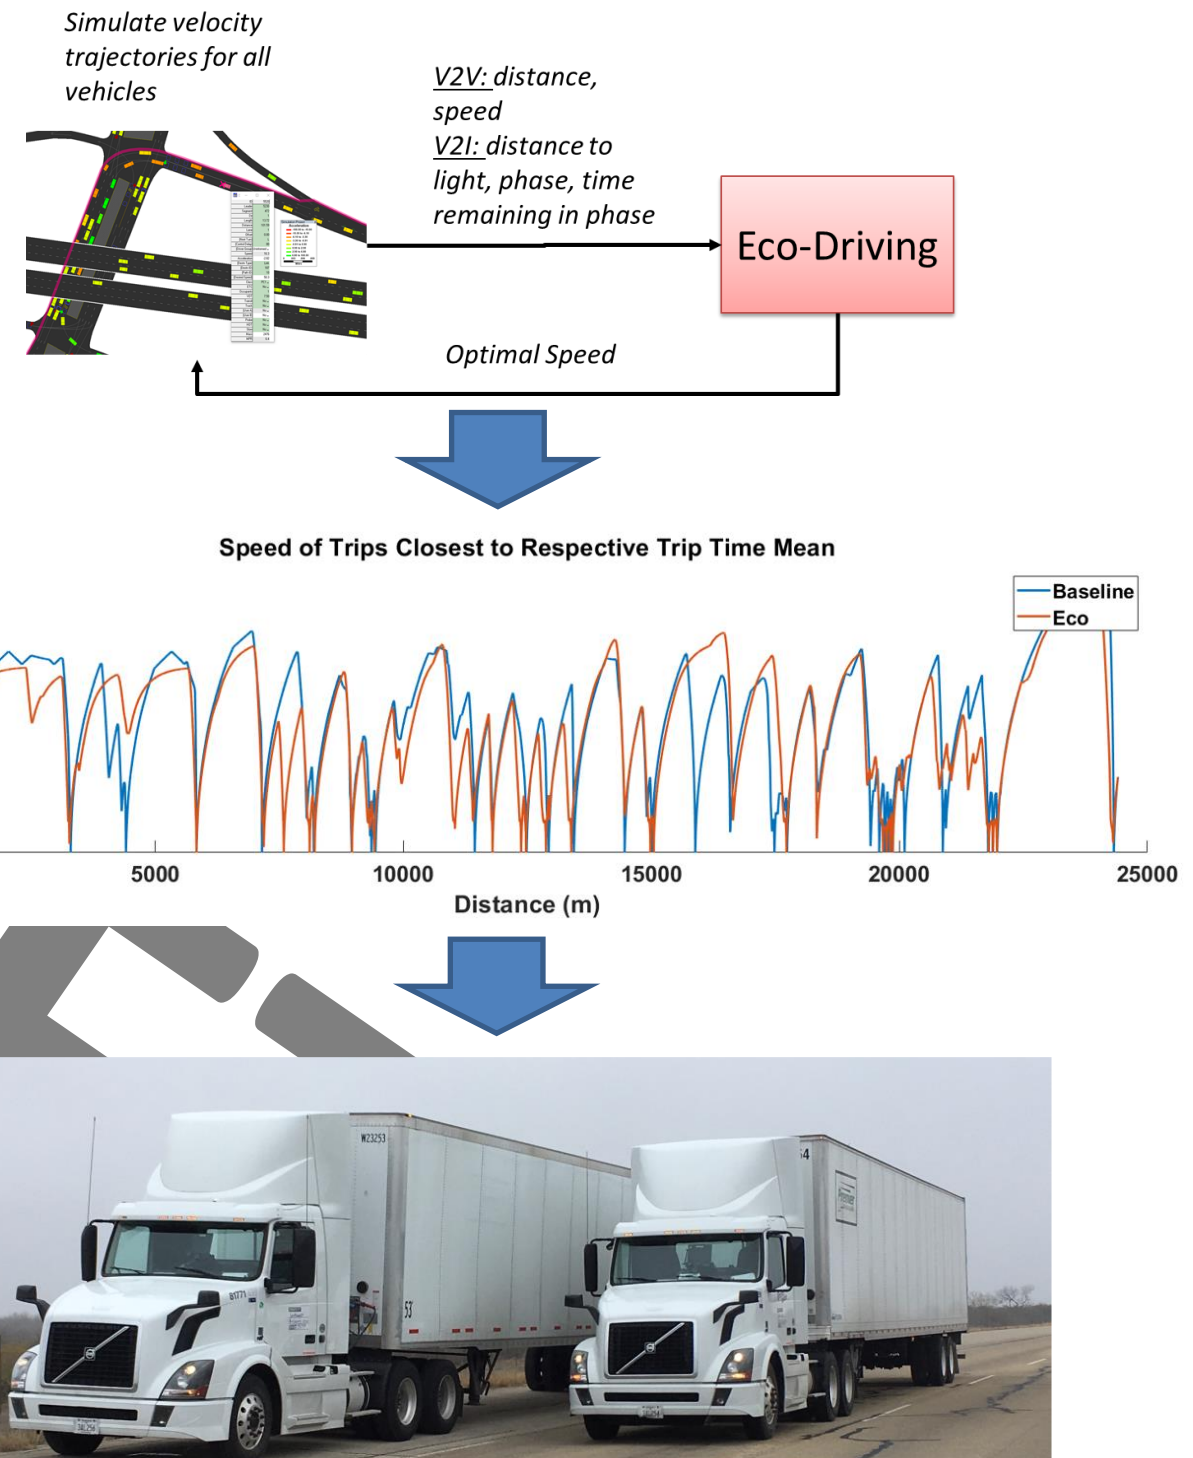 Simulate velocity
trajectories for all
vehicles
V2V: distance,
speed
V2I: distance to
light, phase, time
remaining in phase
Eco-Driving
Optimal Speed
Speed of Trips Closest to Respective Trip Time Mean
Baseline
Eco
5000
10000
15000
20000
25000
Distance (m)
W23253
54
81771
53'